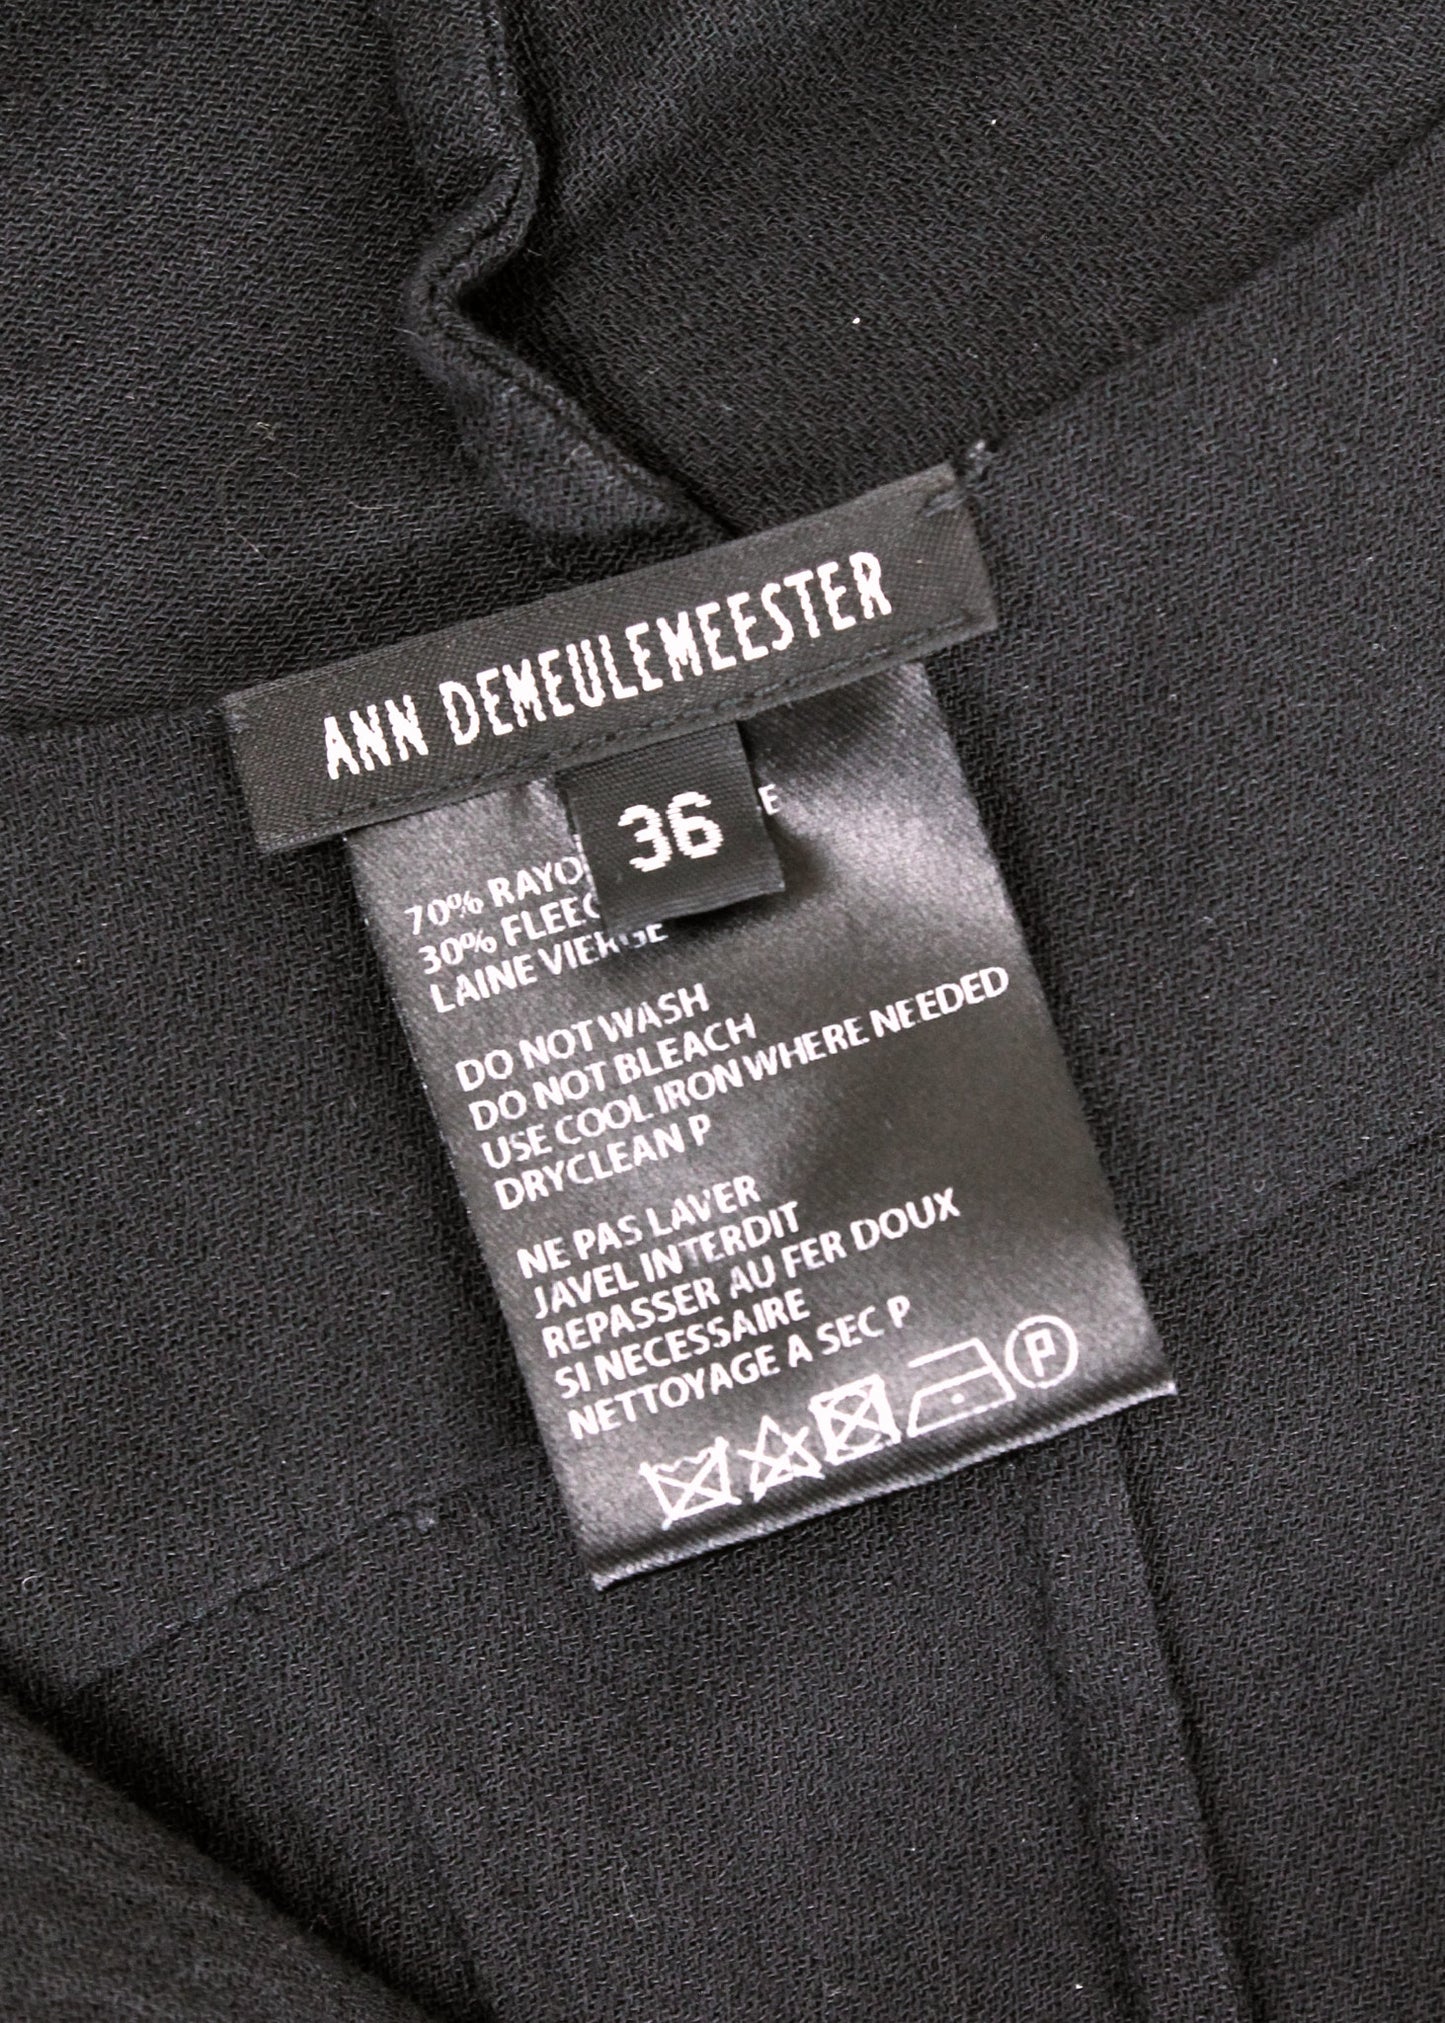 ANN DEMEULEMEESTER
36
E
70% RAYO
30% FLEEC
LAINE VIERGE
DO NOT WASH
DO NOT BLEACH
USE COOL IRON WHERE NEEDED
DRYCLEAN P
NE PAS LAVER
JAVEL INTERDIT
REPASSER AU FER DOUX
SI NECESSAIRE
NETTOYAGE A SEC P
P